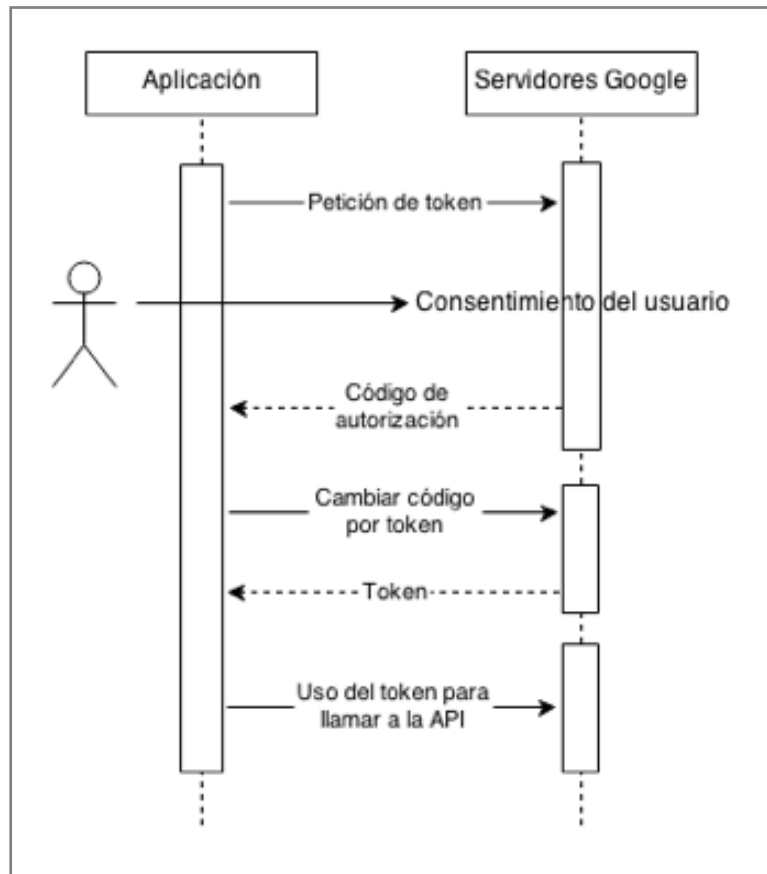 Aplicación
Servidores Google
Petición de token
Consentimiento del usuario
Código de
autorización
Cambiar código
por token
Token
Uso del token para
llamar a la API